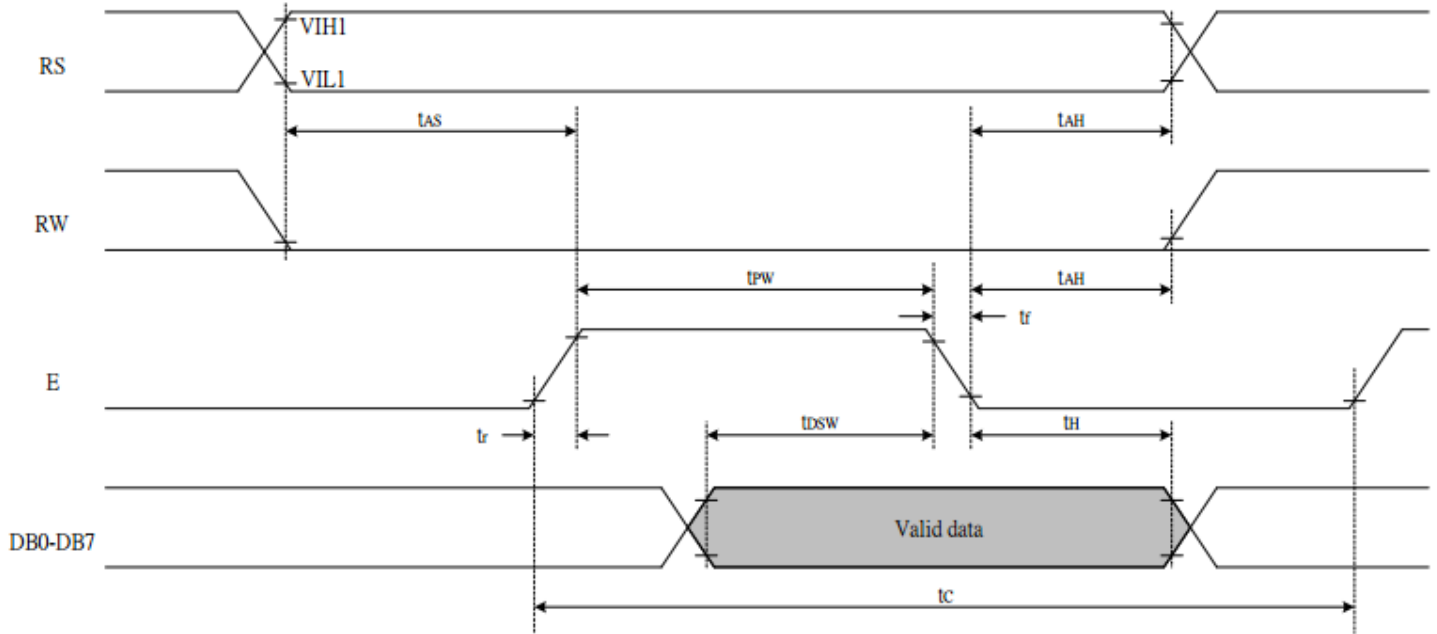 VIH1
RS
VIL1
tAS tAH
RW
tPW tAH
tf
E
tr tDSW tH
DB0-DB7 Valid data
tC